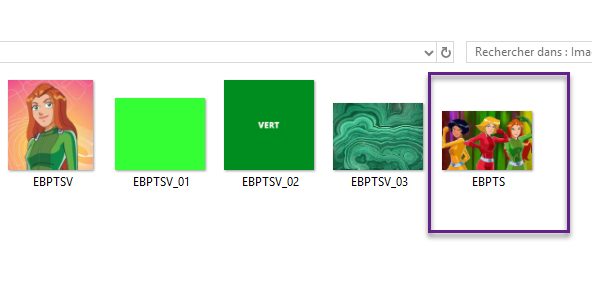 Rechercher dans : Ima
VERT
EBPTSV
EBPTSV_01
EBPTSV_02
EBPTSV_03
EBPTS